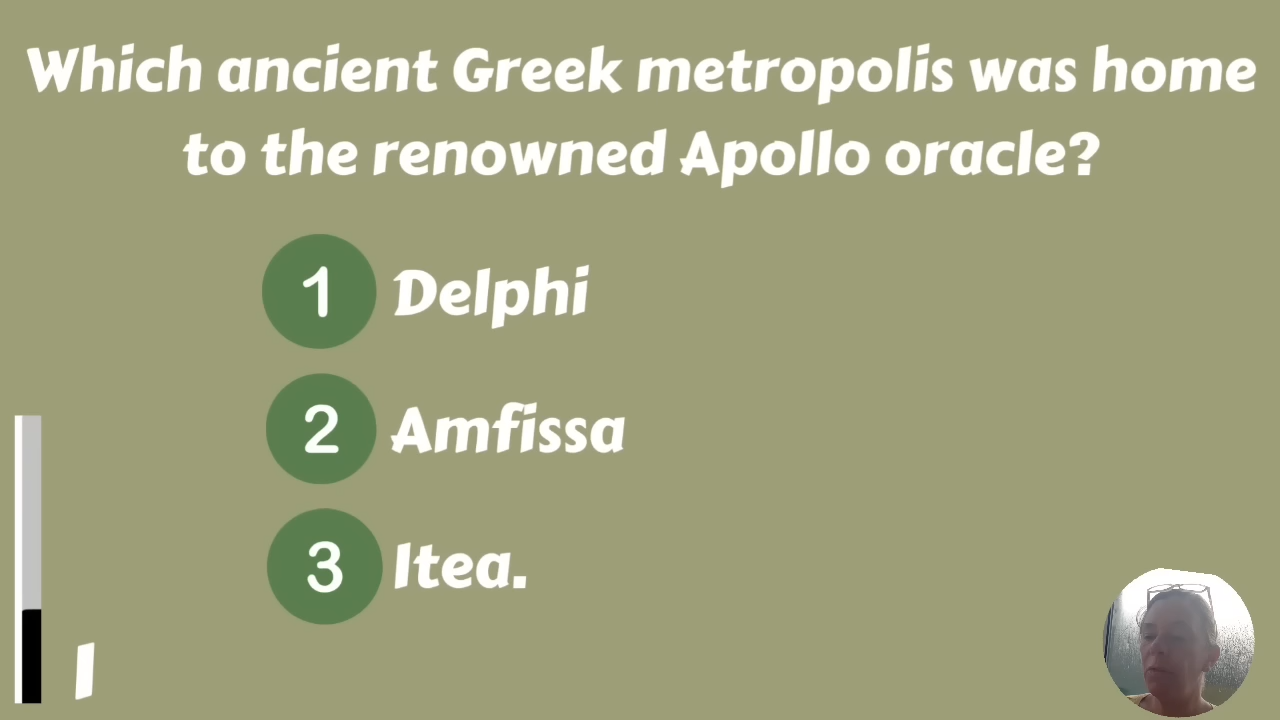 Which ancient Greek metropolis was home
to the renowned Apollo oracle?
1 Delphi
2 Amfissa
3 Itea.
1